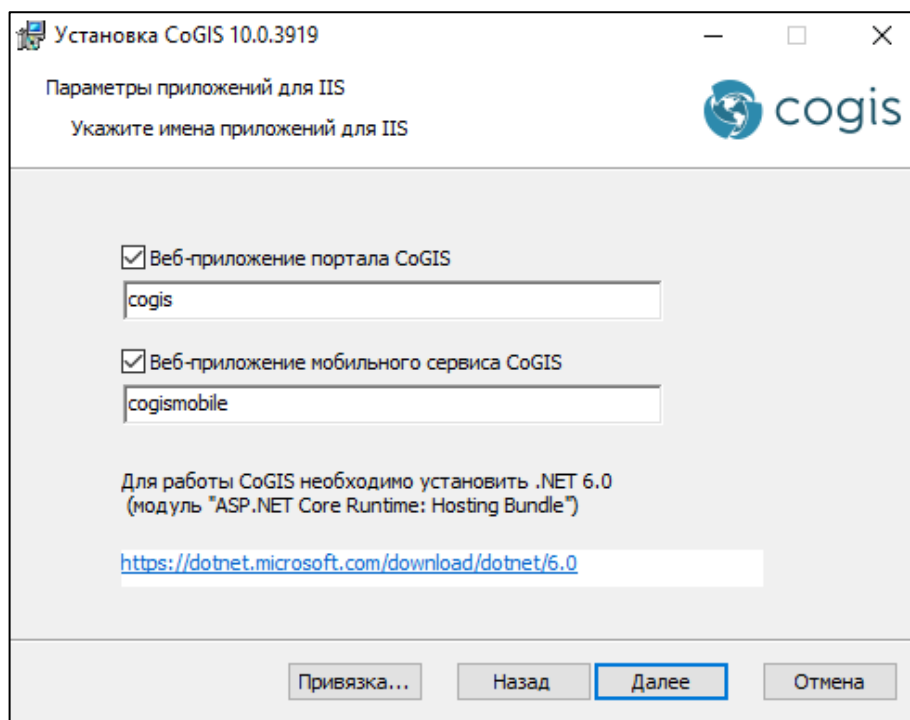 Установка CoGIS 10.0.3919
Параметры приложений для IIS
Укажите имена приложений для IIS
cogis
Веб-приложение портала CoGIS
cogis
Веб-приложение мобильного сервиса CoGIS
cogismobile
Для работы CoGIS необходимо установить .NET 6.0
(модуль "ASP.NET Core Runtime: Hosting Bundle")
https://dotnet.microsoft.com/download/dotnet/6.0
Привязка... Назад Далее Отмена